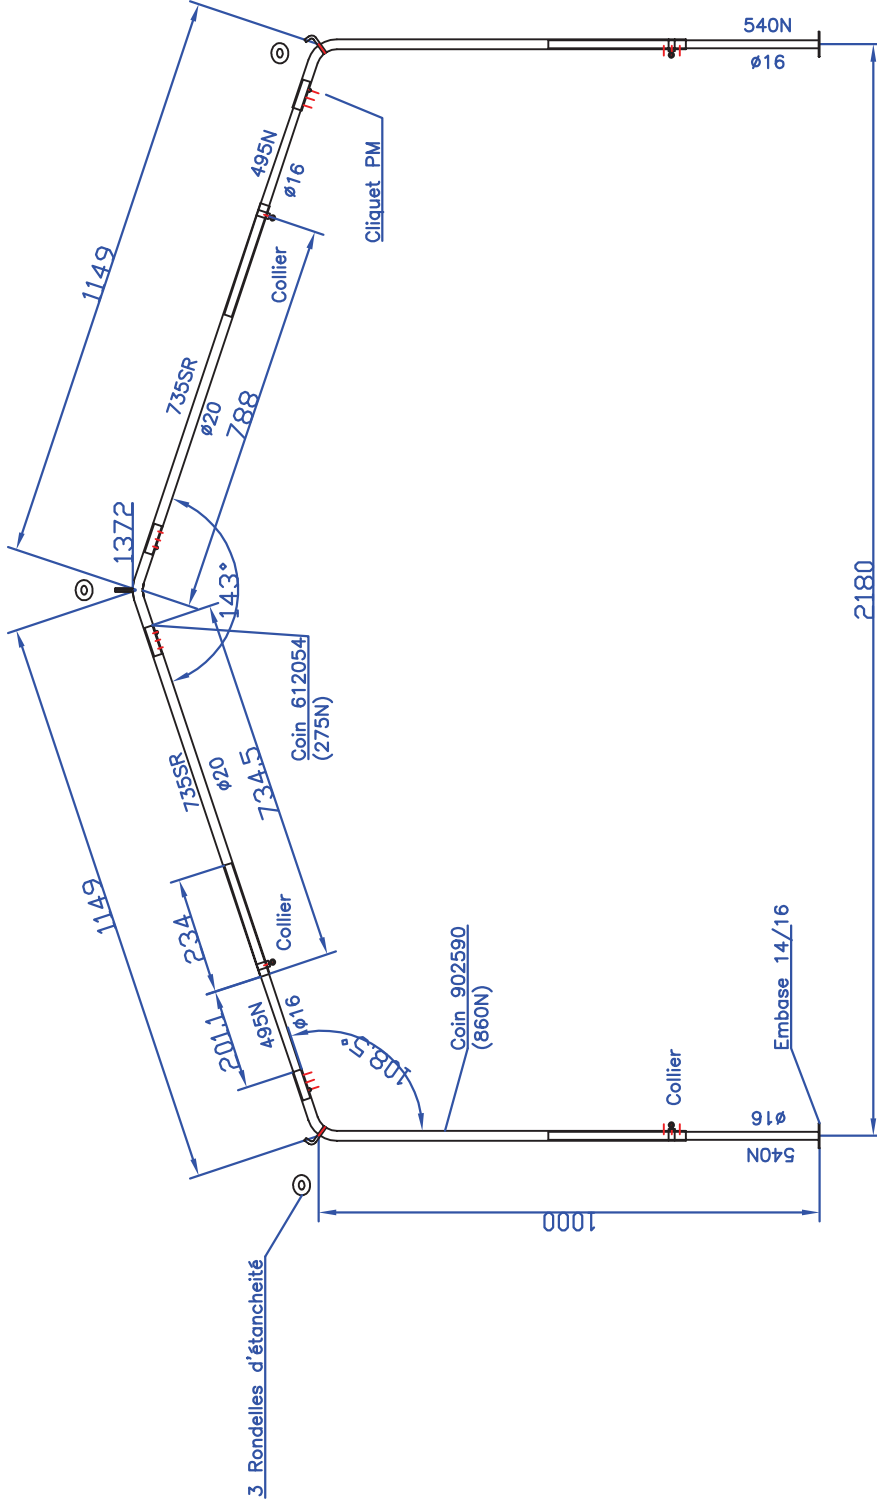 540N
ø16
1149
495N
ø16
Cliquet PM
Collier
735SR
ø20
788
1372
143°
2180
Coin 612054
(275N)
735SR
ø20
734.5
1149
234
Collier
201.1
495N
ø16
108.5°
Coin 902590
(860N)
Embase 14/16
Collier
ø16
540N
1000
3 Rondelles d'étancheité